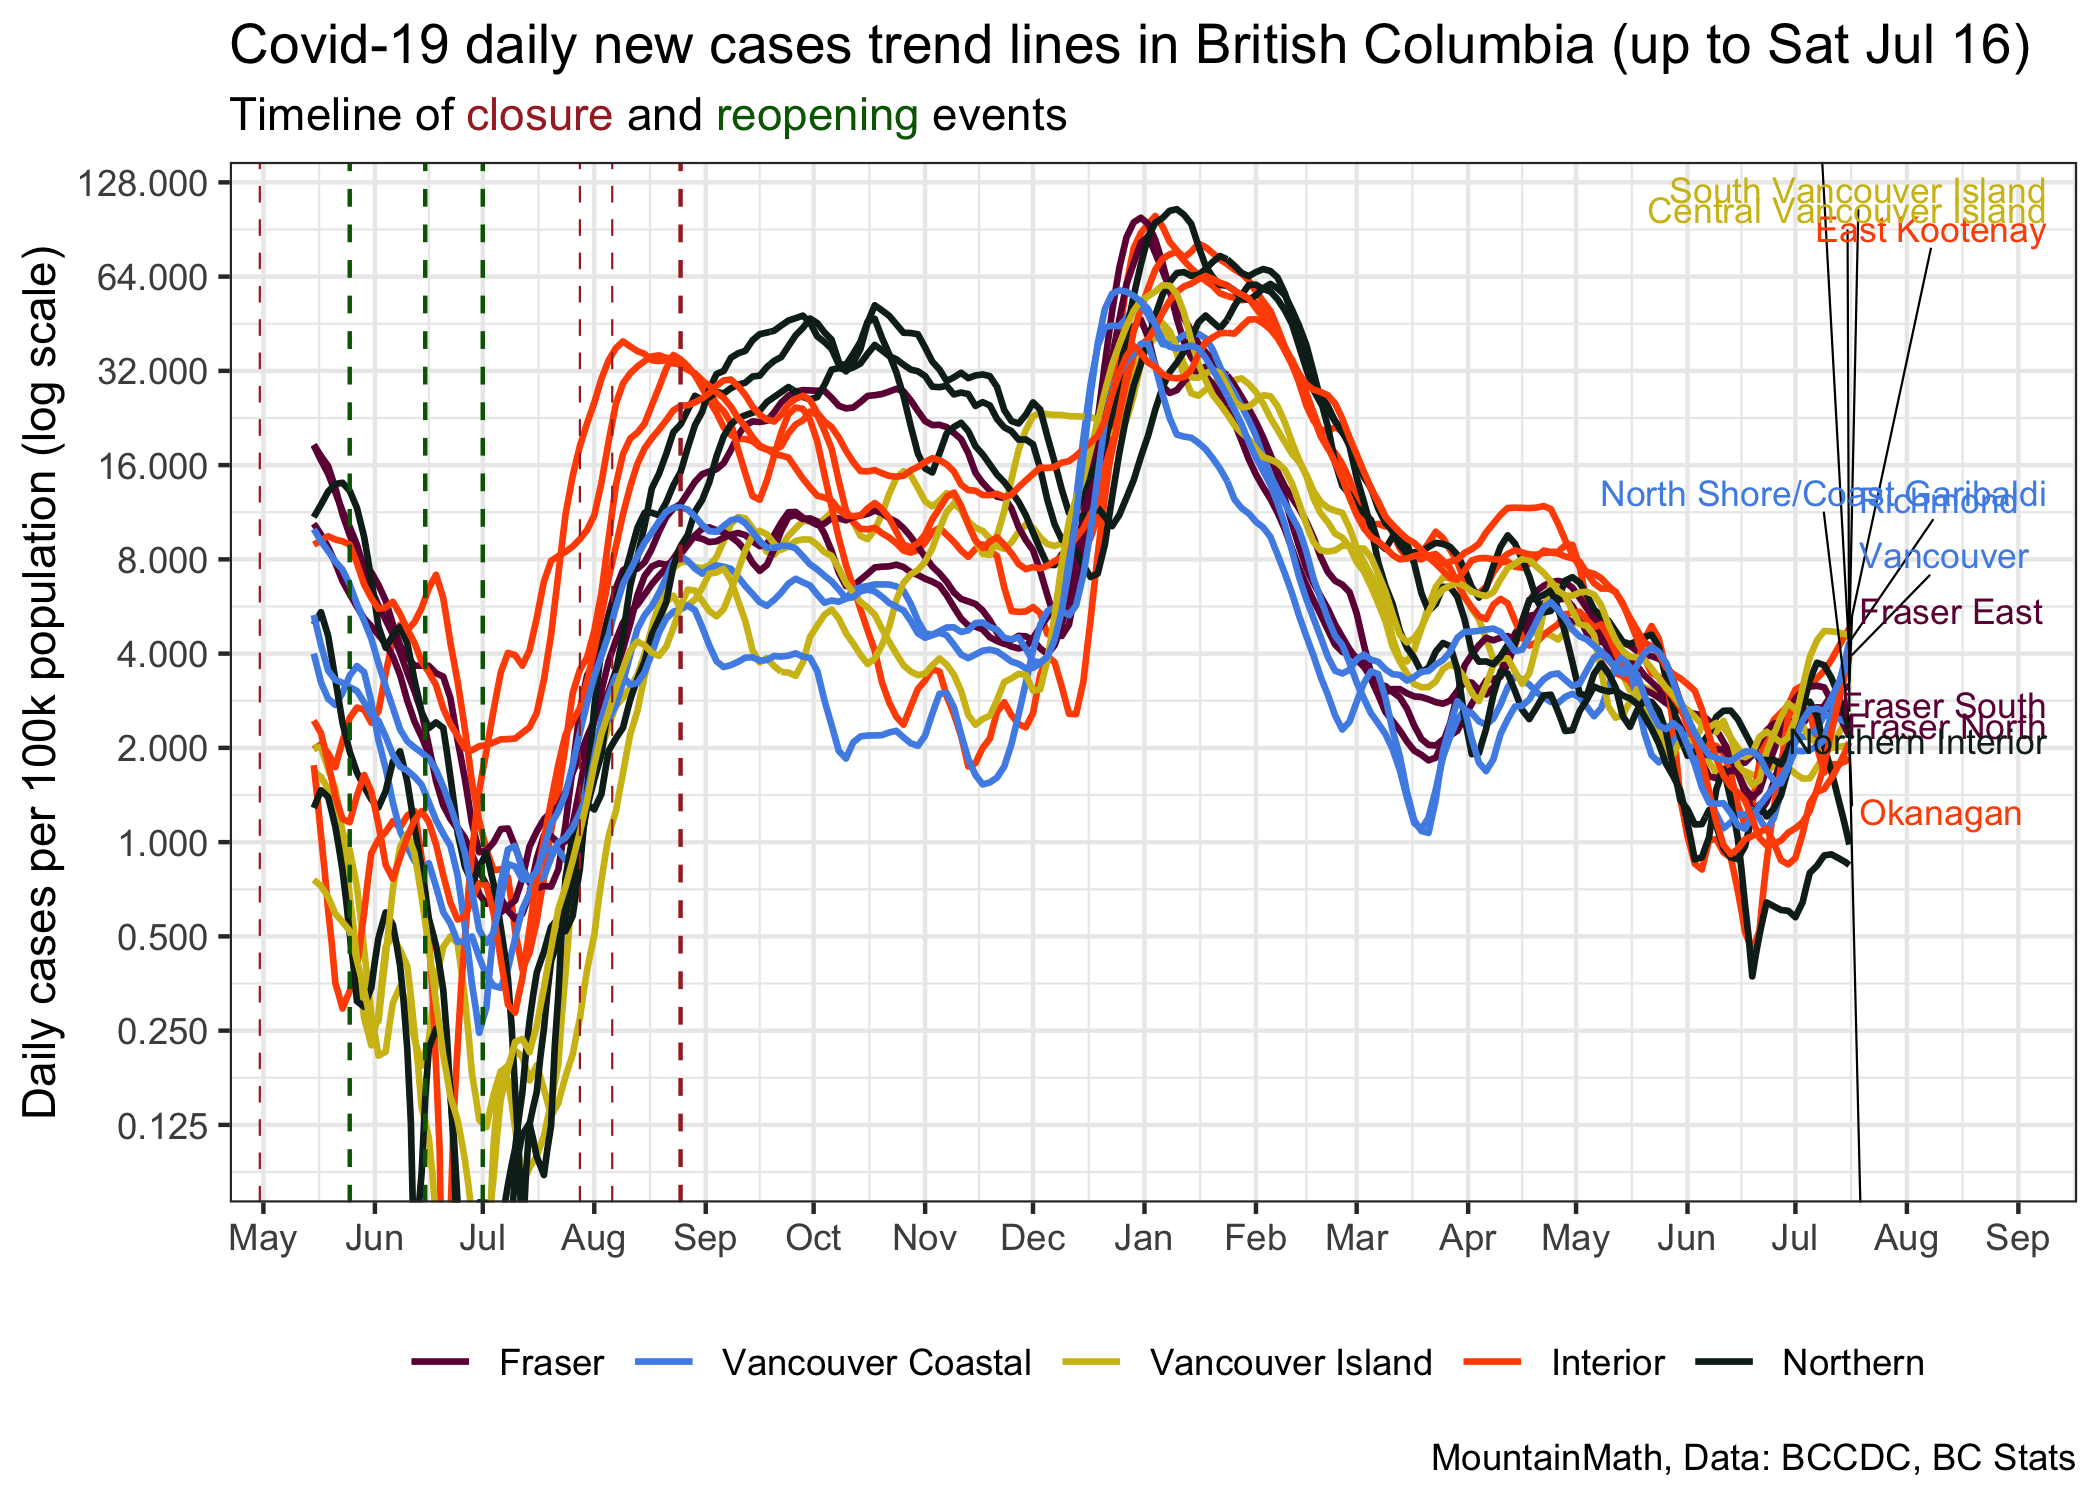 Covid-19 daily new cases trend lines in British Columbia (up to Sat Jul 16)
Timeline of closure and reopening events
Daily cases per 100k population (log scale)
128.000
64.000
32.000
16.000
8.000
4.000
2.000
1.000
0.500
0.250
0.125
South Vancouver Island
Central Vancouver Island
East Kootenay
North Shore/Coast Garibaldi
Richmond
Vancouver
Fraser East
Fraser South
Fraser North
Northern Interior
Okanagan
May Jun Jul Aug Sep Oct Nov Dec Jan Feb Mar Apr May Jun Jul Aug Sep
Fraser Vancouver Coastal Vancouver Island Interior Northern
MountainMath, Data: BCCDC, BC Stats